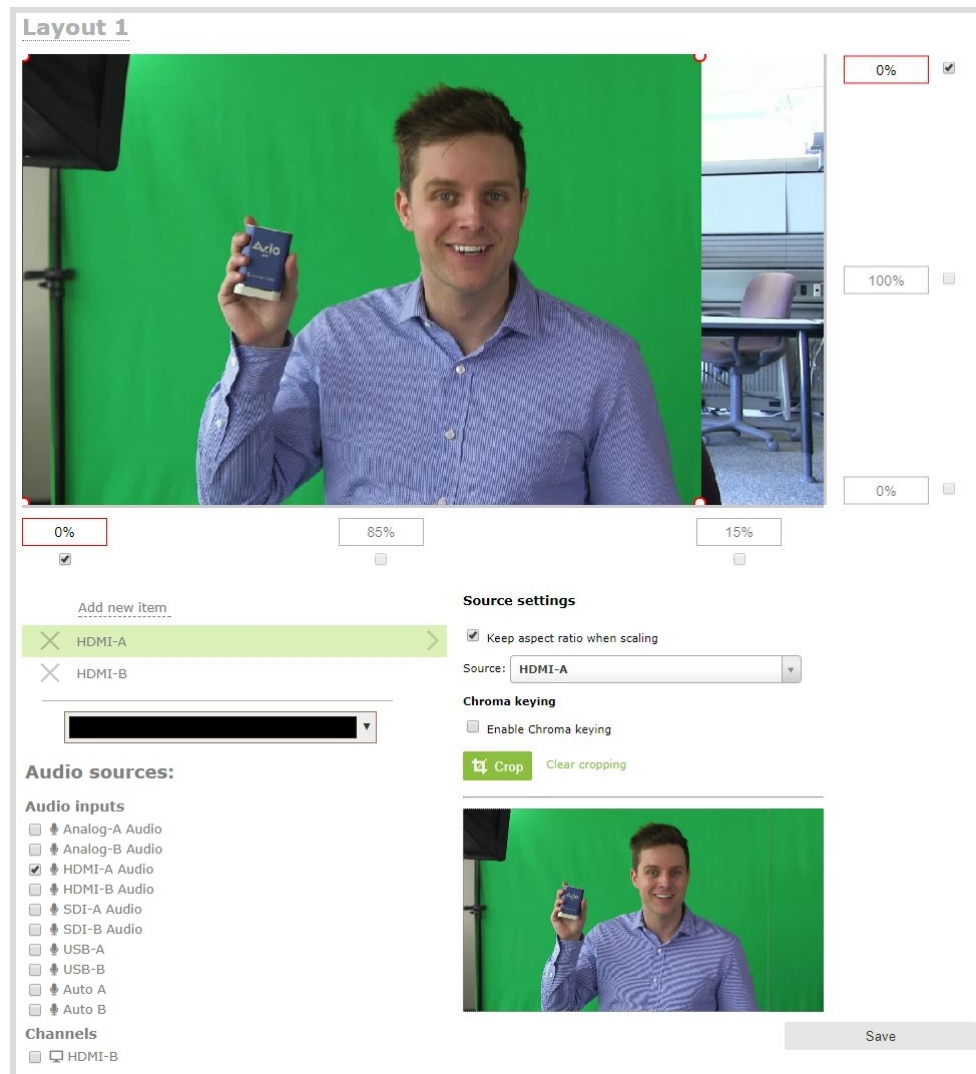 Layout 1
0%
100%
0%
0%
85%
15%
Add new item
HDMI-A
HDMI-B
Source settings
Keep aspect ratio when scaling
Source: HDMI-A
Chroma keying
Enable Chroma keying
Crop
Clear cropping
Audio sources:
Audio inputs
Analog-A Audio
Analog-B Audio
HDMI-A Audio
HDMI-B Audio
SDI-A Audio
SDI-B Audio
USB-A
USB-B
Auto A
Auto B
Channels
HDMI-B
Save